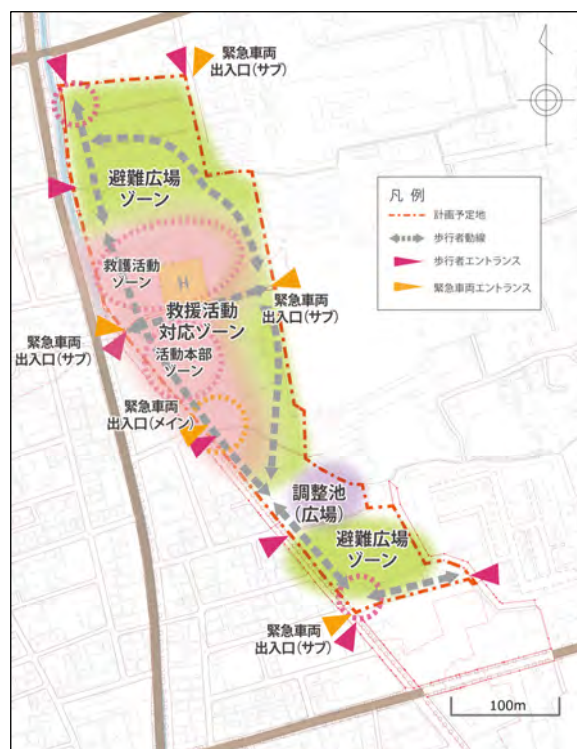 緊急車両
出入口(サブ)
避難広場
ゾーン
凡例
計画予定地
歩行者動線
歩行者エントランス
緊急車両エントランス
救護活動
ゾーン
H
救援活動
対応ゾーン
緊急車両
出入口(サブ)
緊急車両
出入口(サブ)
活動本部
ゾーン
緊急車両
出入口(メイン)
調整池
(広場)
避難広場
ゾーン
緊急車両
出入口(サブ)
100m